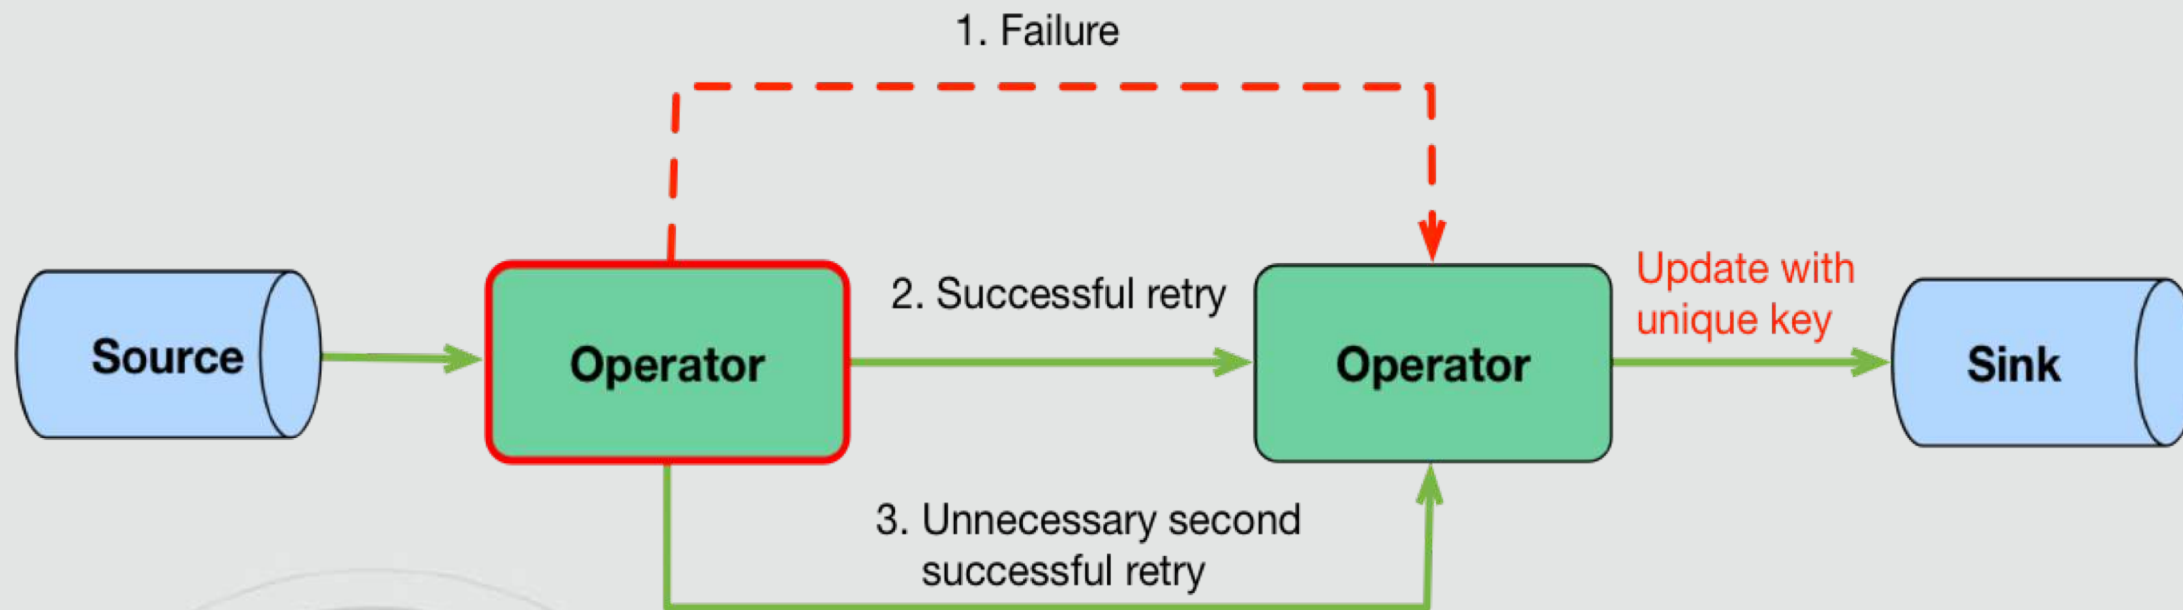 1. Failure
2. Successful retry
Update with
unique key
Source
Operator
Operator
Sink
3. Unnecessary second
successful retry